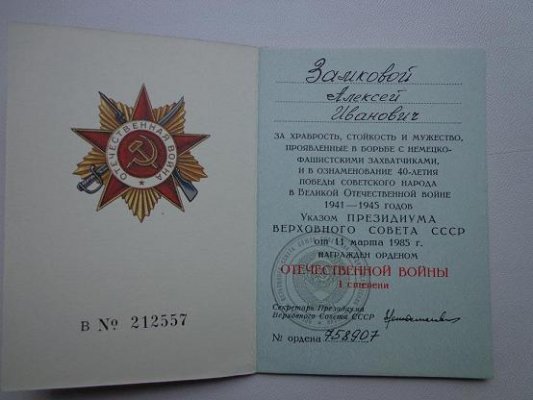 ОТЕЧЕСТВЕННАЯ ВОЙНА
В № 212557
Замковой
Алексей
Иванович
ЗА ХРАБРОСТЬ, СТОЙКОСТЬ И МУЖЕСТВО,
ПРОЯВЛЕННЫЕ В БОРЬБЕ С НЕМЕЦКО-
ФАШИСТСКИМИ ЗАХВАТЧИКАМИ,
И В ОЗНАМЕНОВАНИЕ 40-ЛЕТИЯ
ПОБЕДЫ СОВЕТСКОГО НАРОДА
В ВЕЛИКОЙ ОТЕЧЕСТВЕННОЙ ВОЙНЕ
1941—1945 ГОДОВ
Указом ПРЕЗИДИУМА
ВЕРХОВНОГО СОВЕТА СССР
от 11 марта 1985 г.
НАГРАЖДЕН ОРДЕНОМ
ОТЕЧЕСТВЕННОЙ ВОЙНЫ
I степени
Секретарь Президиума
Верховного Совета СССР
№ ордена 758907